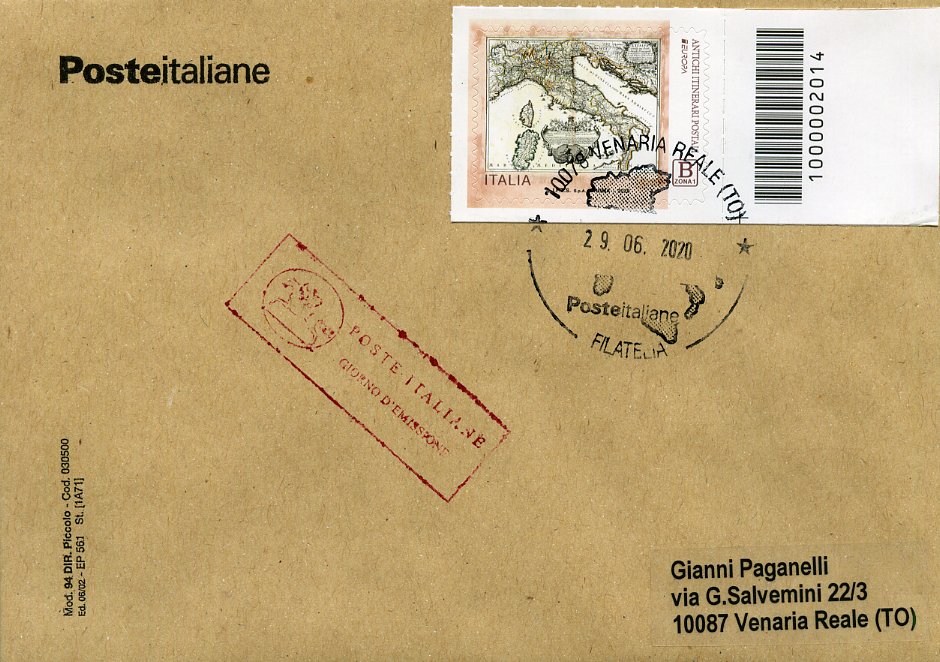 Posteitaliane
ANTICHI ITINERARI POSTALI
EUROPA
ITALIA
B
ZONA 1
1000002014
10078 VENARIA REALE (TO)
29. 06. 2020
Posteitaliane
FILATELIA
POSTE ITALIANE
GIORNO D'EMISSIONE
Mod. 94 DIR. Piccolo - Cod. 030500
Ed. 06/02 - EP 561 St. [1A71]
Gianni Paganelli
via G.Salvemini 22/3
10087 Venaria Reale (TO)